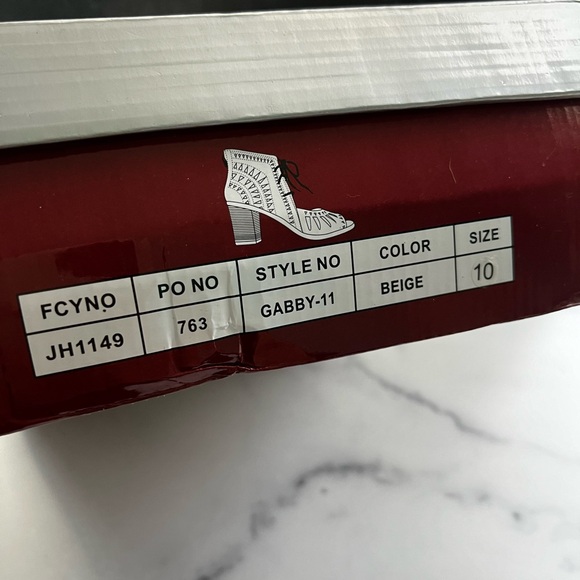 FCYNO PO NO STYLE NO COLOR SIZE
JH1149 763 GABBY-11 BEIGE 10